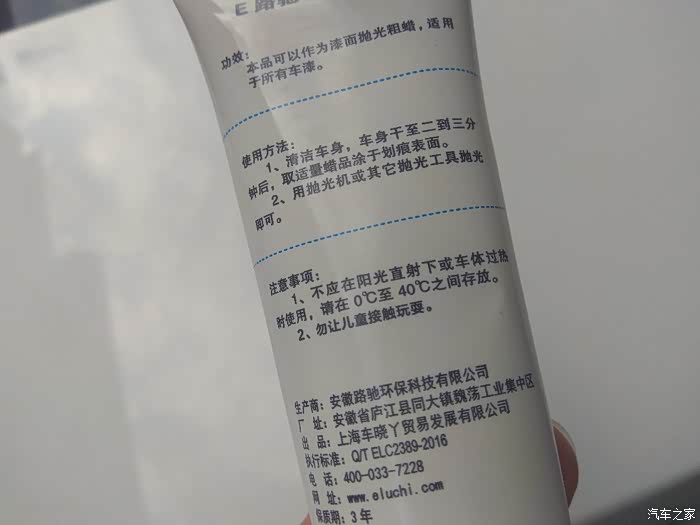 E路驰
功效：
本品可以作为漆面抛光粗蜡，适用
于所有车漆。
使用方法：
1、清洁车身，车身干至二到三分
钟后，取适量蜡品涂于划痕表面。
2、用抛光机或其它抛光工具抛光
即可。
注意事项：
1、不应在阳光直射下或车体过热
时使用，请在0℃至 40℃之间存放。
2、勿让儿童接触玩耍。
生产商：安徽路驰环保科技有限公司
厂 址：安徽省庐江县同大镇魏荡工业集中区
出 品：上海车晓丫贸易发展有限公司
执行标准：Q/T ELC2389-2016
电 话：400-033-7228
网 址：www.eluchi.com
保质期：3年
汽车之家